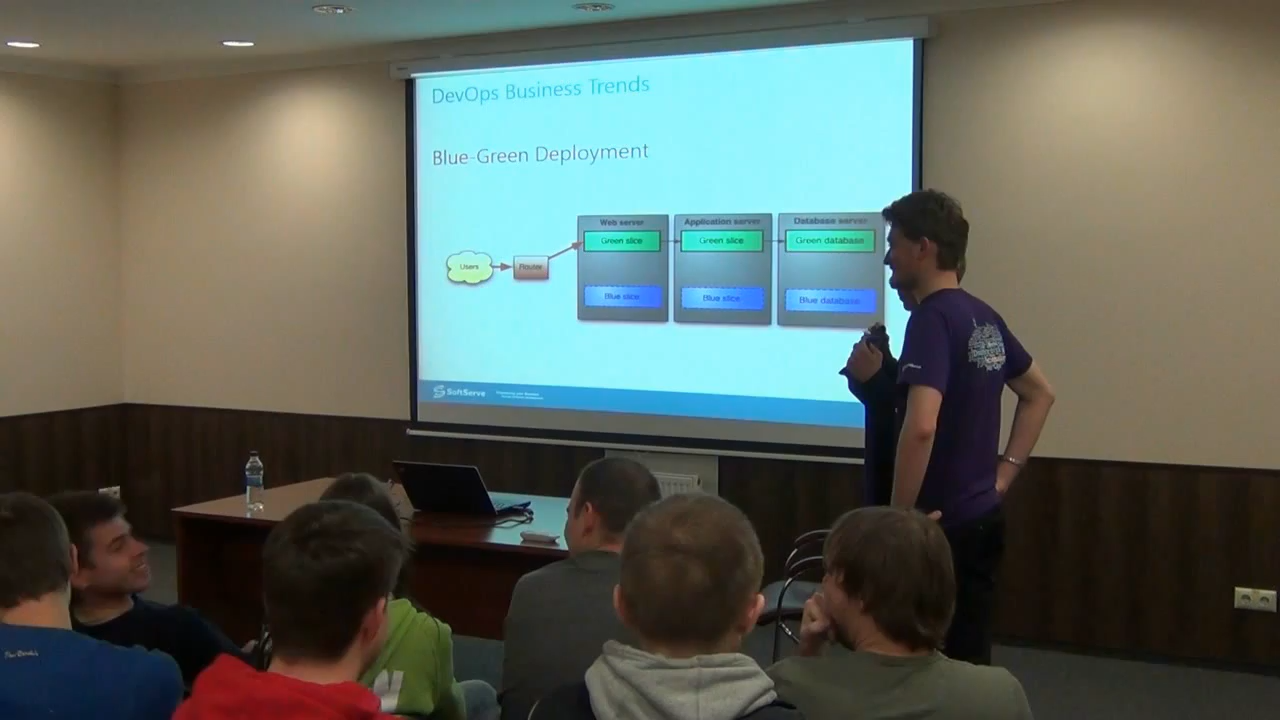 DevOps Business Trends
Blue-Green Deployment
Web server
Application server
Database server
Green slice
Green slice
Green database
Users
Router
Blue slice
Blue slice
Blue database
SoftServe